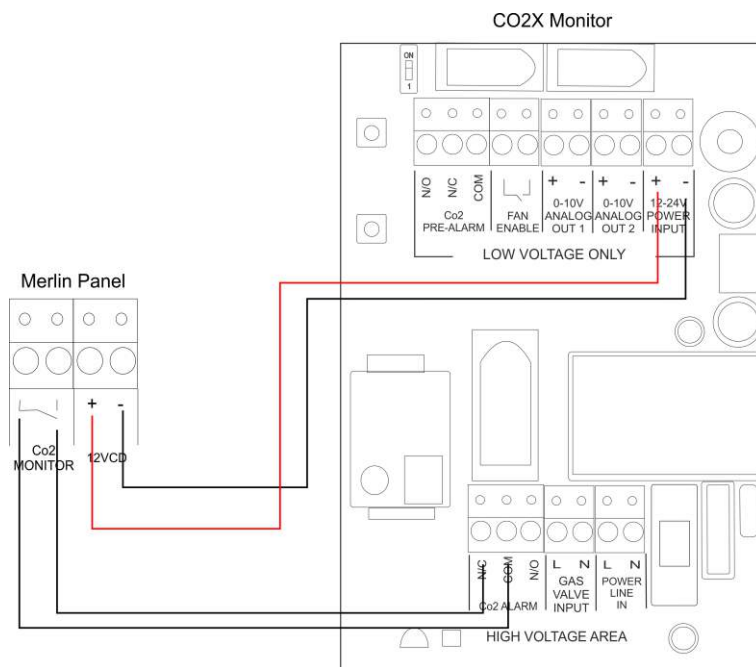 CO2X Monitor
ON
1
N/O
N/C
COM
Co2
PRE-ALARM
FAN
ENABLE
+ -
0-10V
ANALOG
OUT 1
+ -
0-10V
ANALOG
OUT 2
+ -
12-24V
POWER
INPUT
LOW VOLTAGE ONLY
Merlin Panel
Co2
MONITOR
+ -
12VCD
N/C
COM
N/O
Co2 ALARM
L N
GAS
VALVE
INPUT
L N
POWER
LINE
IN
HIGH VOLTAGE AREA